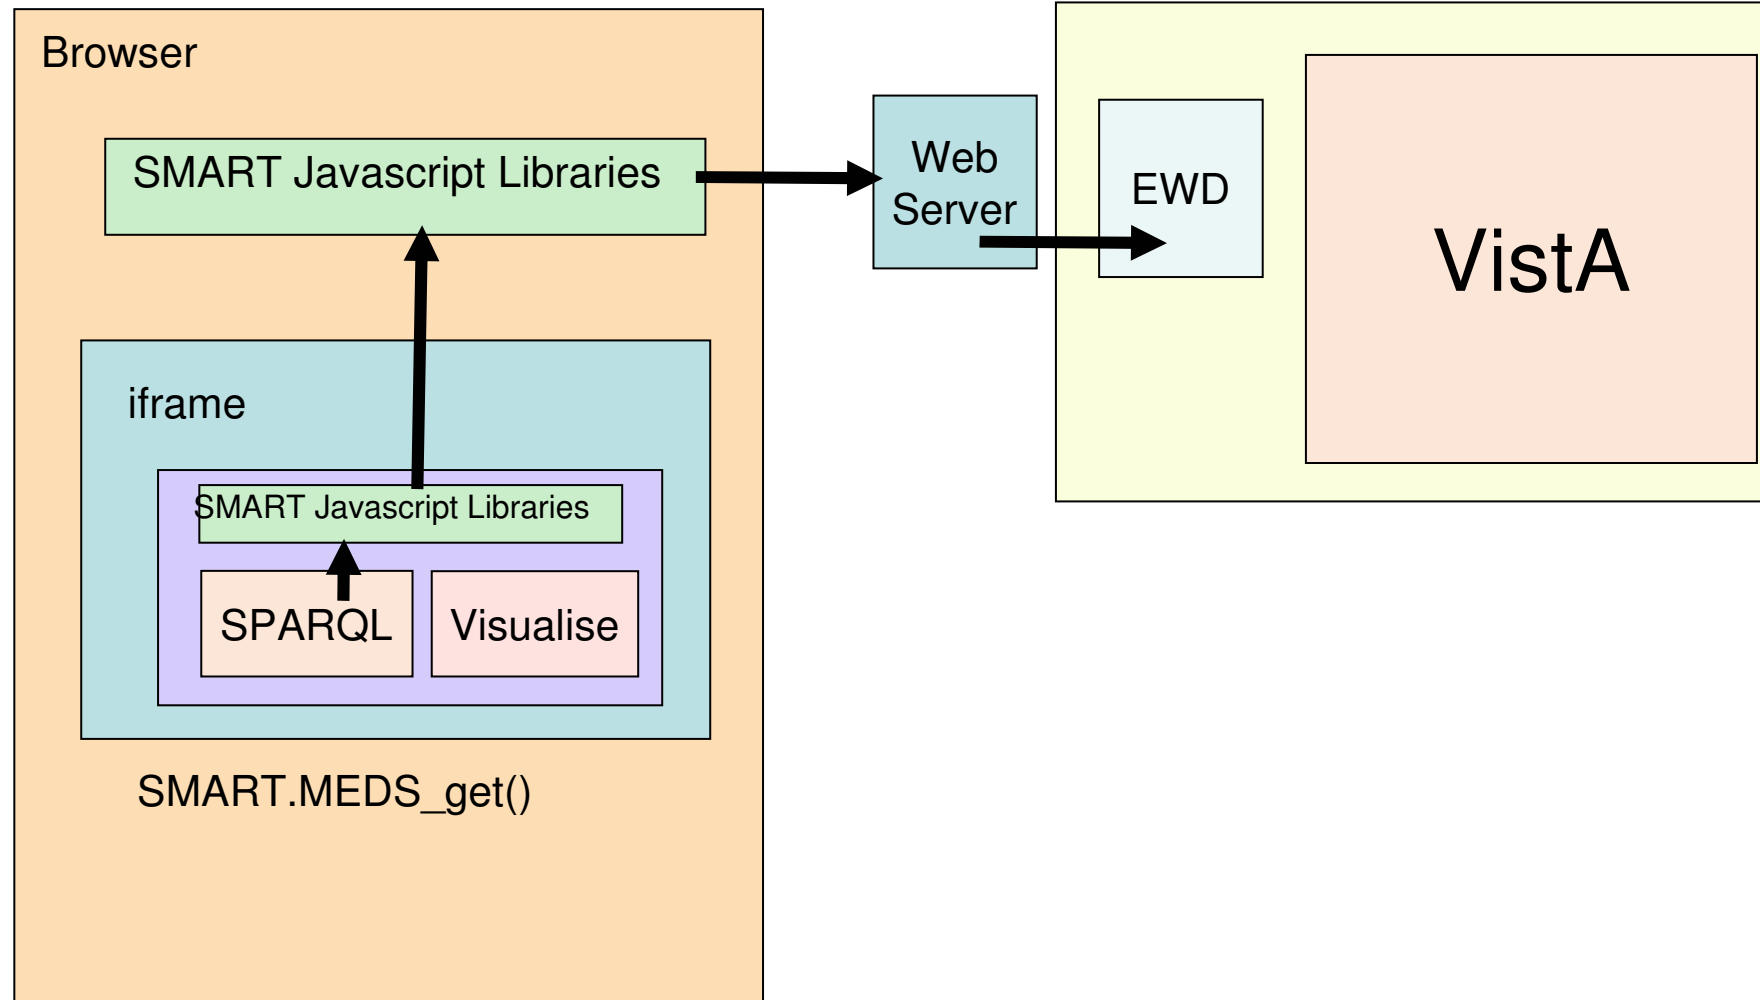 Browser
SMART Javascript Libraries
Web
Server
EWD
VistA
iframe
SMART Javascript Libraries
SPARQL
Visualise
SMART.MEDS_get()